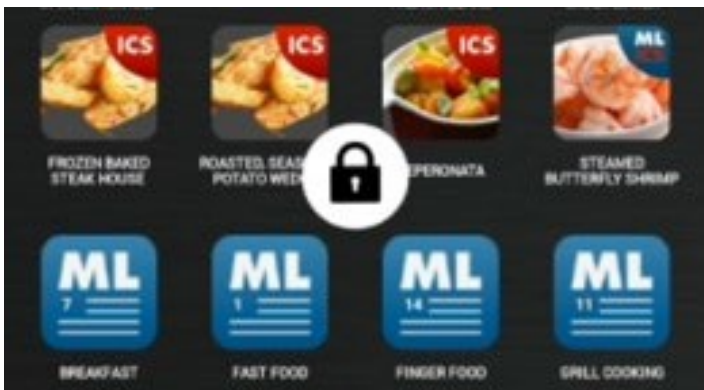 ICS
ICS
ICS
ML
FROZEN BAKED
STEAK HOUSE
ROASTED, SEAS
POTATO WED
EPERONATA
STEAMED
BUTTERFLY SHRIMP
ML
7
BREAKFAST
ML
1
FAST FOOD
ML
14
FINGER FOOD
ML
11
GRILL COOKING